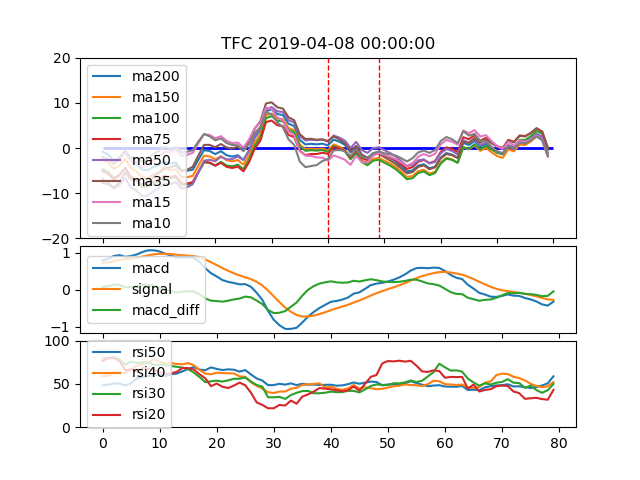 TFC 2019-04-08 00:00:00
20
10
0
−10
−20
ma200
ma150
ma100
ma75
ma50
ma35
ma15
ma10
1
0
−1
macd
signal
macd_diff
100
50
0
rsi50
rsi40
rsi30
rsi20
0 10 20 30 40 50 60 70 80